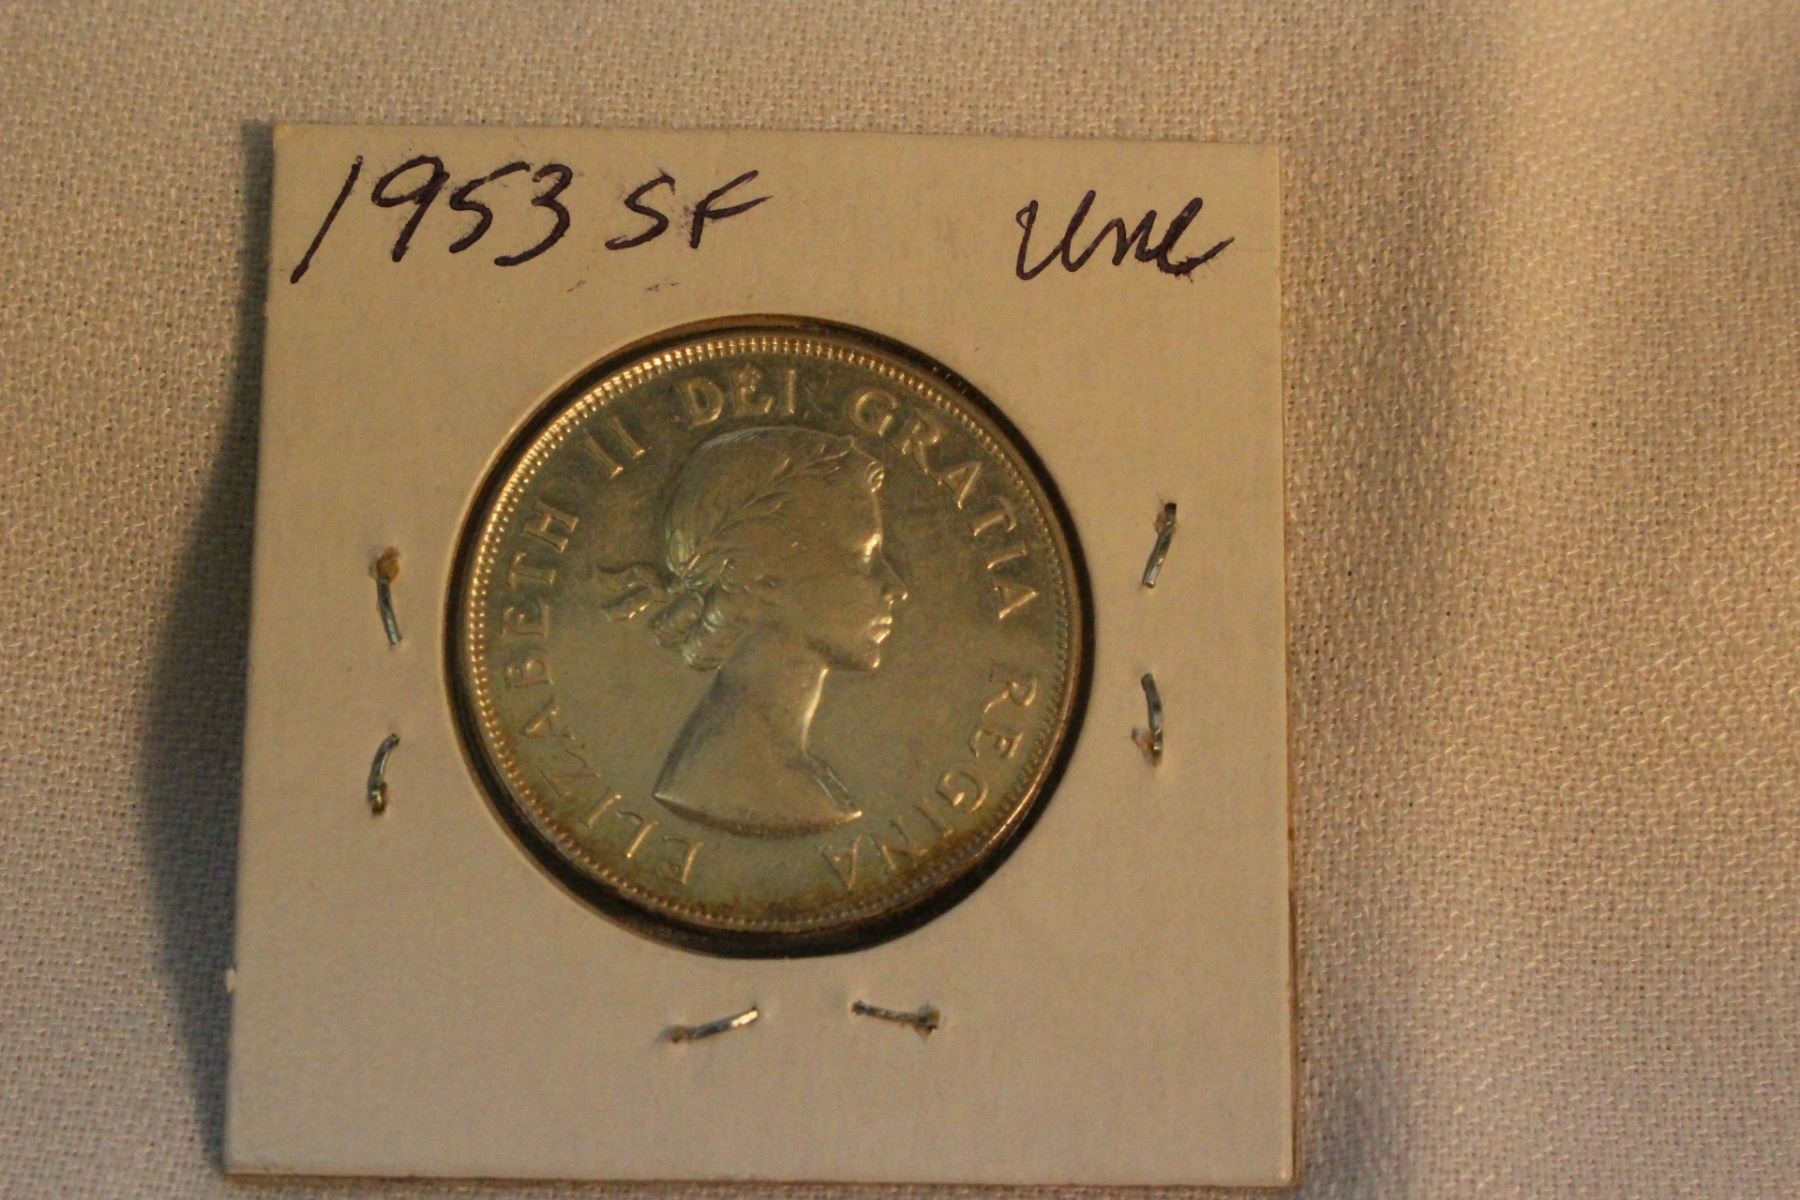 1953 SF Unc
ELIZABETH II DEI GRATIA REGINA